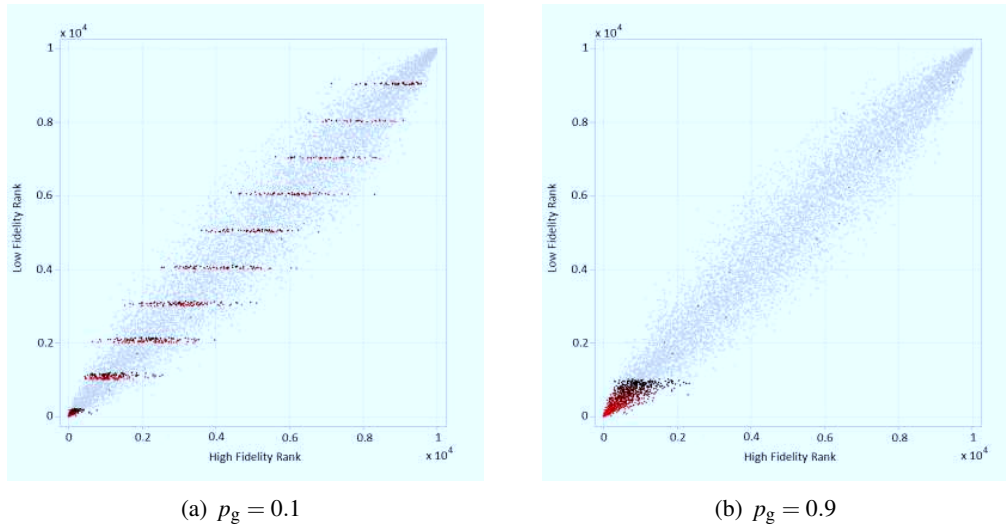 x 10⁴
1
0.8
0.6
0.4
0.2
0
Low Fidelity Rank
0 0.2 0.4 0.6 0.8 1
x 10⁴
High Fidelity Rank
(a) p_g = 0.1
x 10⁴
1
0.8
0.6
0.4
0.2
0
Low Fidelity Rank
0 0.2 0.4 0.6 0.8 1
x 10⁴
High Fidelity Rank
(b) p_g = 0.9